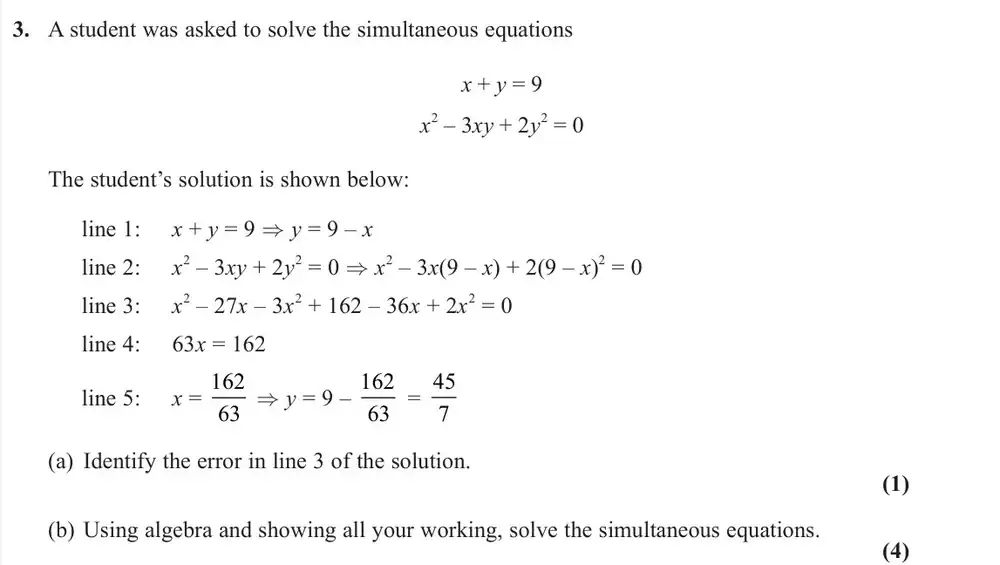 3. A student was asked to solve the simultaneous equations
x + y = 9
x² – 3xy + 2y² = 0
The student’s solution is shown below:
line 1: x + y = 9 ⇒ y = 9 – x
line 2: x² – 3xy + 2y² = 0 ⇒ x² – 3x(9 – x) + 2(9 – x)² = 0
line 3: x² – 27x – 3x² + 162 – 36x + 2x² = 0
line 4: 63x = 162
line 5: x = 162/63 ⇒ y = 9 – 162/63 = 45/7
(a) Identify the error in line 3 of the solution.
(1)
(b) Using algebra and showing all your working, solve the simultaneous equations.
(4)